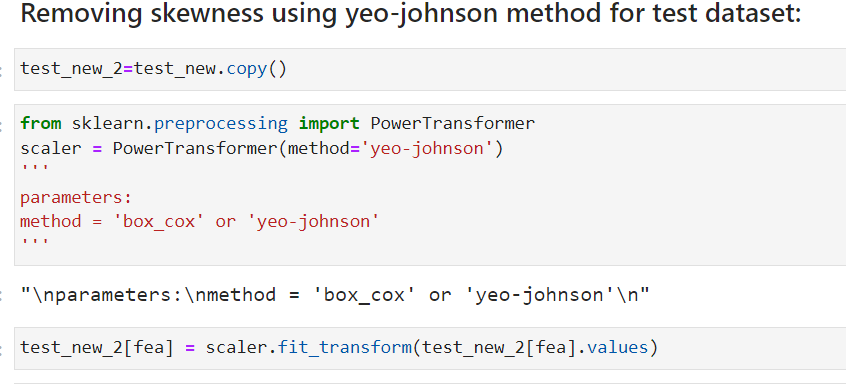 Removing skewness using yeo-johnson method for test dataset:
test_new_2=test_new.copy()
from sklearn.preprocessing import PowerTransformer
scaler = PowerTransformer(method='yeo-johnson')
'''
parameters:
method = 'box_cox' or 'yeo-johnson'
'''
"\nparameters:\nmethod = 'box_cox' or 'yeo-johnson'\n"
test_new_2[fea] = scaler.fit_transform(test_new_2[fea].values)